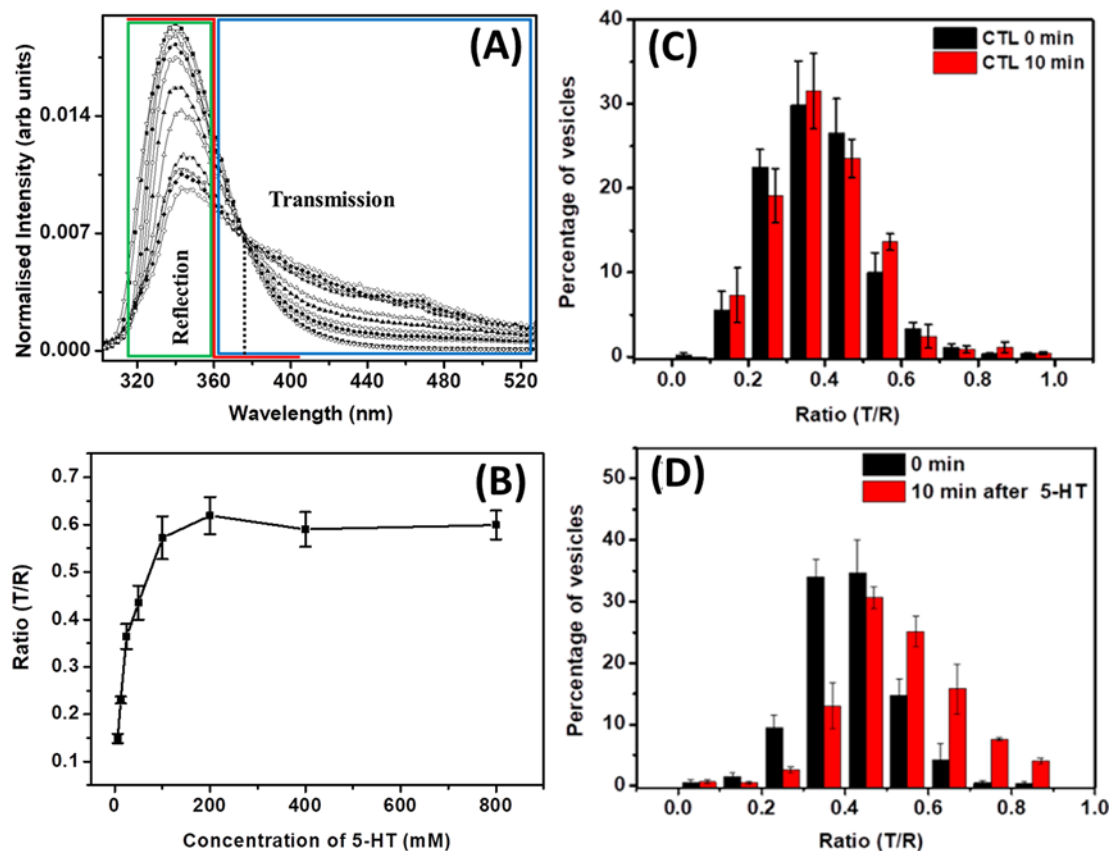 (A)
Normalised Intensity (arb units)
0.014
0.007
0.000
Reflection
Transmission
320 360 400 440 480 520
Wavelength (nm)
(C)
CTL 0 min
CTL 10 min
Percentage of vesicles
40
30
20
10
0
0.0 0.2 0.4 0.6 0.8 1.0
Ratio (T/R)
(B)
Ratio (T/R)
0.7
0.6
0.5
0.4
0.3
0.2
0.1
0 200 400 600 800
Concentration of 5-HT (mM)
(D)
0 min
10 min after 5-HT
Percentage of vesicles
50
40
30
20
10
0
0.0 0.2 0.4 0.6 0.8 1.0
Ratio (T/R)